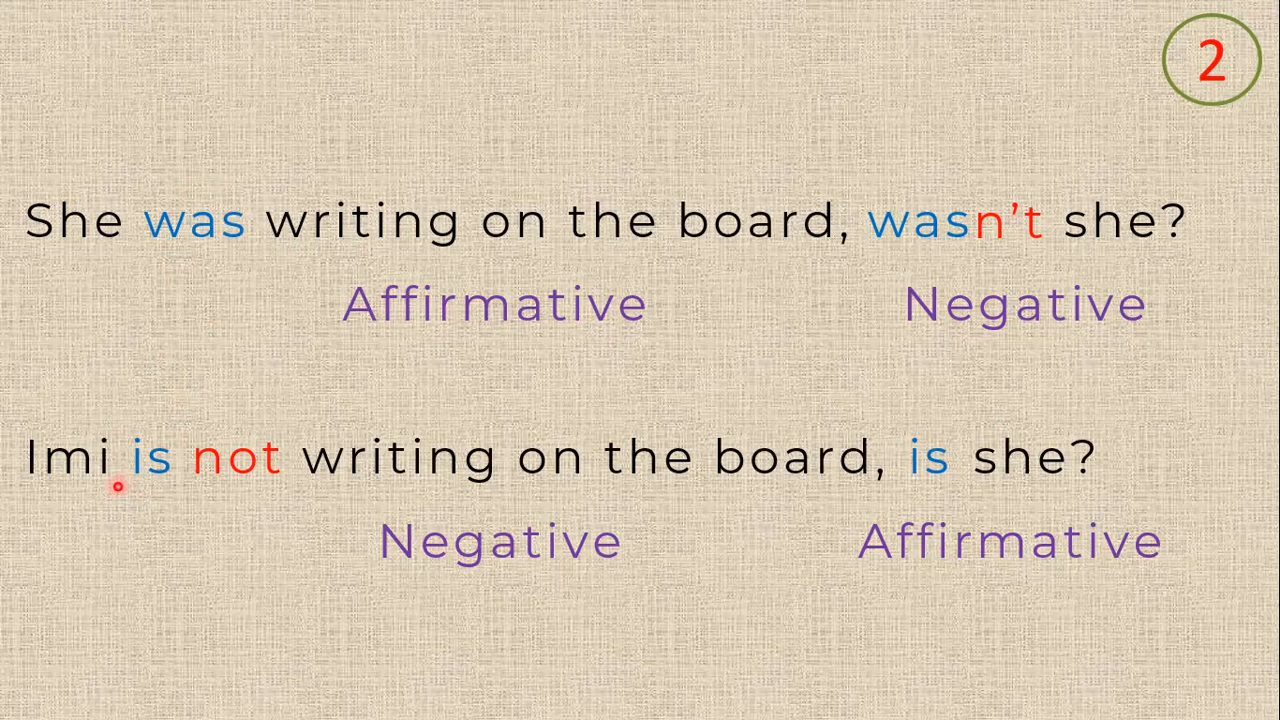 2
She was writing on the board, wasn't she?
Affirmative Negative
Imi is not writing on the board, is she?
Negative Affirmative